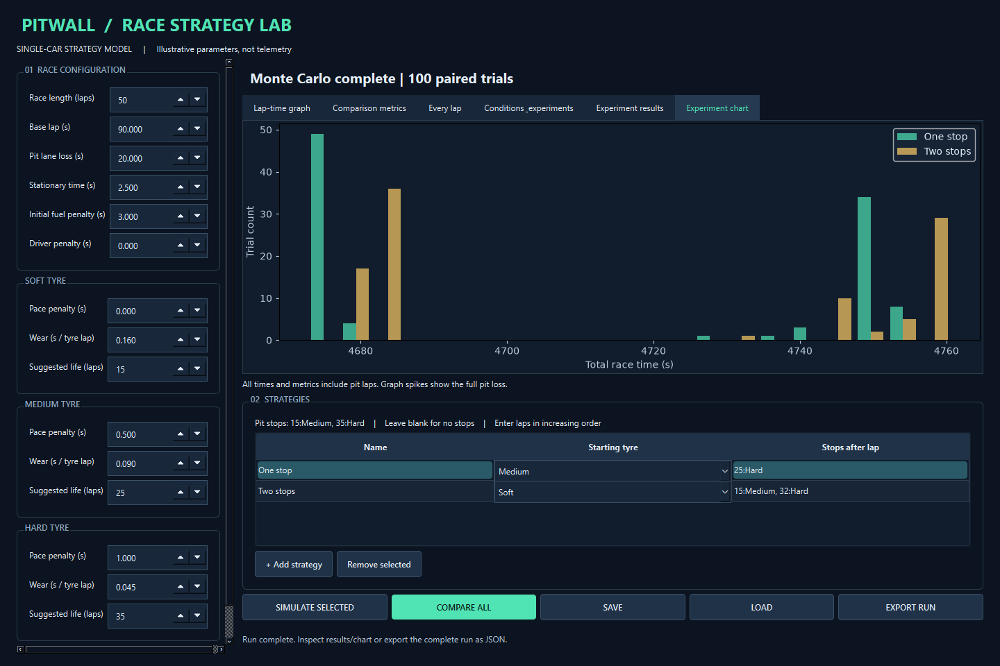 PITWALL / RACE STRATEGY LAB
SINGLE-CAR STRATEGY MODEL | Illustrative parameters, not telemetry
01 RACE CONFIGURATION
Race length (laps) 50
Base lap (s) 90.000
Pit lane loss (s) 20.000
Stationary time (s) 2.500
Initial fuel penalty (s) 3.000
Driver penalty (s) 0.000
SOFT TYRE
Pace penalty (s) 0.000
Wear (s / tyre lap) 0.160
Suggested life (laps) 15
MEDIUM TYRE
Pace penalty (s) 0.500
Wear (s / tyre lap) 0.090
Suggested life (laps) 25
HARD TYRE
Pace penalty (s) 1.000
Wear (s / tyre lap) 0.045
Suggested life (laps) 35
Monte Carlo complete | 100 paired trials
Lap-time graph Comparison metrics Every lap Conditions_experiments Experiment results Experiment chart
50
40
30
20
10
0
Trial count
4680 4700 4720 4740 4760
Total race time (s)
One stop
Two stops
All times and metrics include pit laps. Graph spikes show the full pit loss.
02 STRATEGIES
Pit stops: 15:Medium, 35:Hard | Leave blank for no stops | Enter laps in increasing order
Name Starting tyre Stops after lap
One stop Medium 25:Hard
Two stops Soft 15:Medium, 32:Hard
+ Add strategy Remove selected
SIMULATE SELECTED COMPARE ALL SAVE LOAD EXPORT RUN
Run complete. Inspect results/chart or export the complete run as JSON.